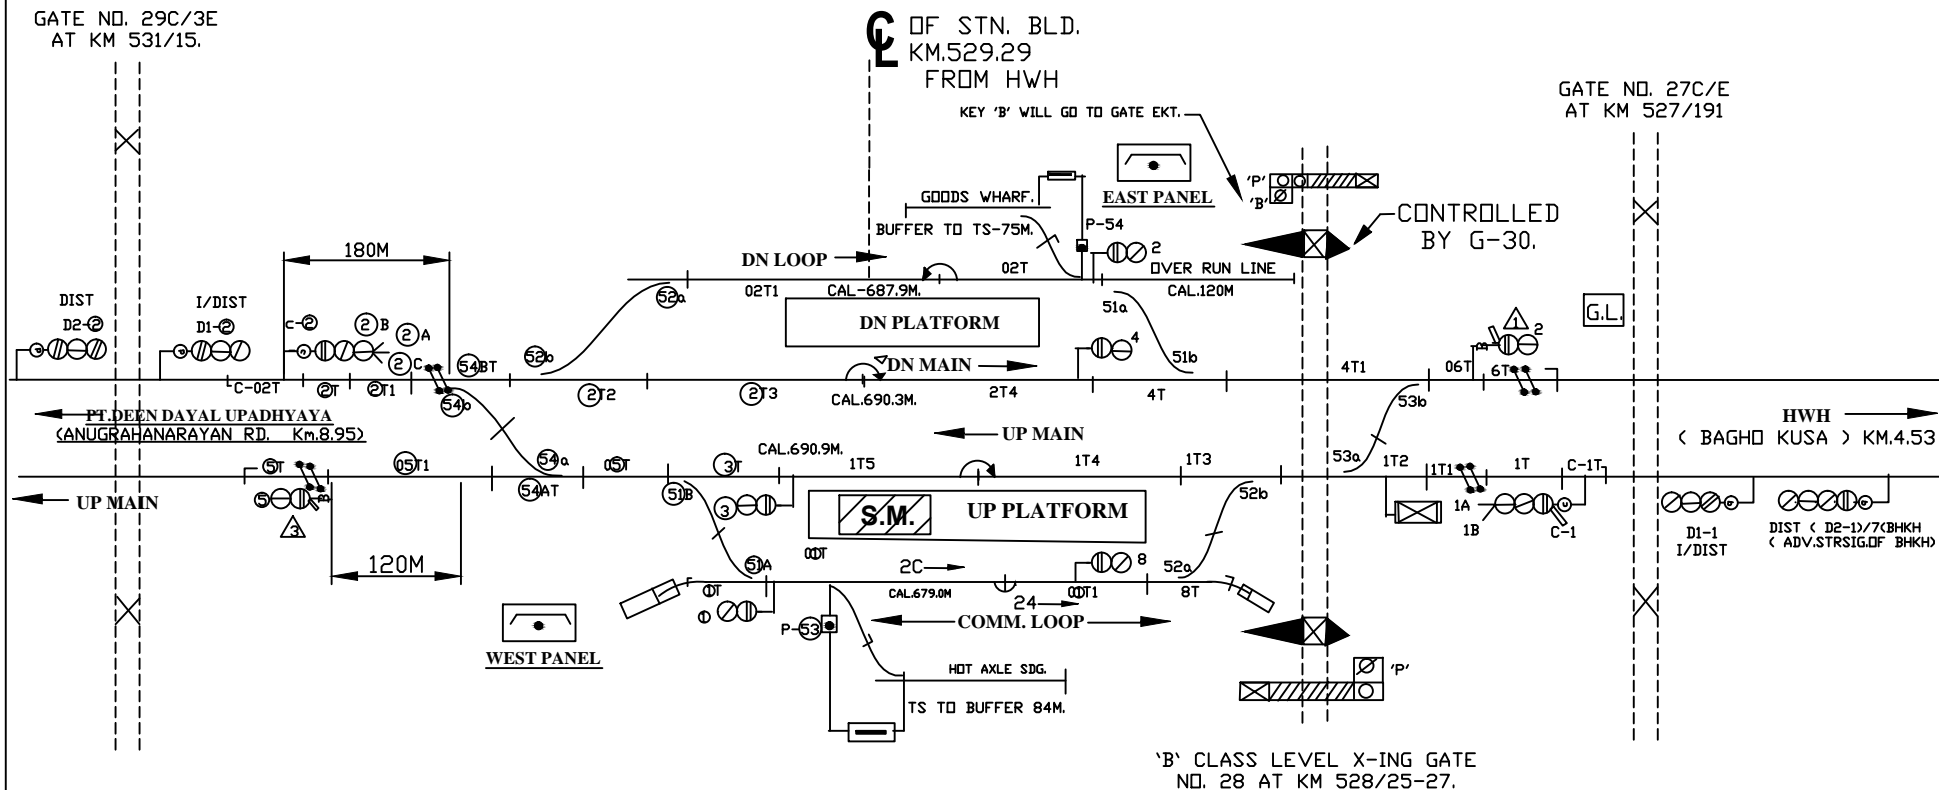 GATE NO. 29C/3E
AT KM 531/15.
℄ OF STN. BLD.
KM.529.29
FROM HWH
GATE NO. 27C/E
AT KM 527/191
KEY 'B' WILL GO TO GATE EKT.
EAST PANEL
'P'
'B'
GOODS WHARF.
BUFFER TO TS-75M.
P-54
2
CONTROLLED
BY G-30.
180M
DN LOOP
02T
OVER RUN LINE
02T1
CAL-687.9M.
CAL.120M
DIST
D2-2
I/DIST
D1-2
C-2
2 B
2 A
2 C
52a
51a
DN PLATFORM
4
1
2
G.L.
54BT
52b
DN MAIN
51b
4T1
06T
B
6T
C-02T
2T
2T1
54b
2T2
2T3
CAL.690.3M.
2T4
4T
53b
PT.DEEN DAYAL UPADHYAYA
(ANUGRAHANARAYAN RD. Km.8.95)
UP MAIN
HWH
( BAGHO KUSA ) KM.4.53
CAL.690.9M.
5T
05T1
54a
05T
3T
1T5
1T4
1T3
53a
1T2
1T1
1T
C-1T
UP MAIN
5
B
3
54AT
51B
3
S.M.
UP PLATFORM
52b
1A
1B
C-1
D1-1
I/DIST
DIST ( D2-1)/7(BHKH
( ADV.STRSIG.OF BHKH)
120M
01T
51A
2C
8
52a
1T
CAL.679.0M
01T1
8T
1
24
P-53
COMM. LOOP
WEST PANEL
HOT AXLE SDG.
'P'
TS TO BUFFER 84M.
'B' CLASS LEVEL X-ING GATE
NO. 28 AT KM 528/25-27.